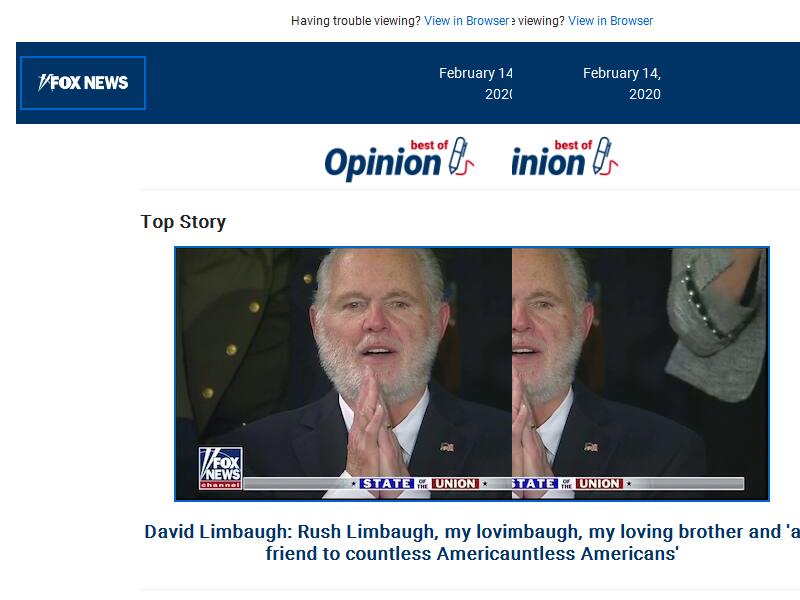 Having trouble viewing? View in Browsere viewing? View in Browser
FOX NEWS
February 14 February 14,
2020 2020
best of best of
Opinion inion
Top Story
FOX
NEWS
channel
STATE OF THE UNION STATE OF THE UNION
David Limbaugh: Rush Limbaugh, my lovimbaugh, my loving brother and 'a
friend to countless Americauntless Americans'